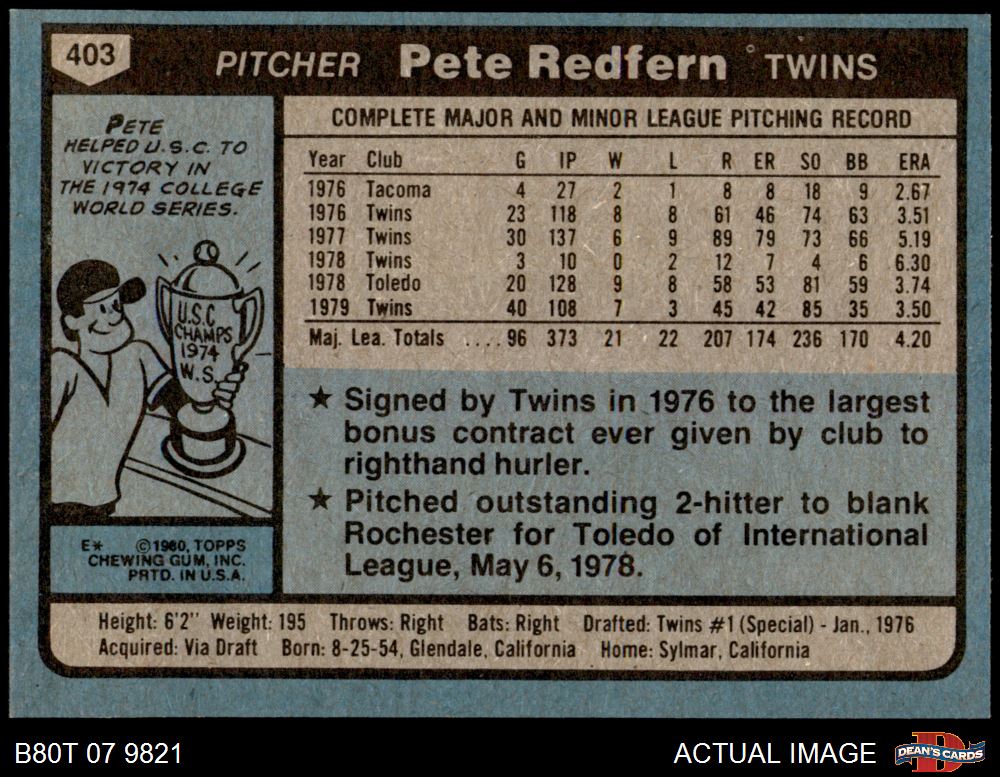 403
PITCHER Pete Redfern TWINS
PETE
HELPED U.S.C. TO
VICTORY IN
THE 1974 COLLEGE
WORLD SERIES.
U.S.C.
CHAMPS
1974
W.S.
E* ©1980, TOPPS
CHEWING GUM, INC.
PRTD. IN U.S.A.
COMPLETE MAJOR AND MINOR LEAGUE PITCHING RECORD
Year Club G IP W L R ER SO BB ERA
1976 Tacoma 4 27 2 1 8 8 18 9 2.67
1976 Twins 23 118 8 8 61 46 74 63 3.51
1977 Twins 30 137 6 9 89 79 73 66 5.19
1978 Twins 3 10 0 2 12 7 4 6 6.30
1978 Toledo 20 128 9 8 58 53 81 59 3.74
1979 Twins 40 108 7 3 45 42 85 35 3.50
Maj. Lea. Totals .... 96 373 21 22 207 174 236 170 4.20
★ Signed by Twins in 1976 to the largest
bonus contract ever given by club to
righthand hurler.
★ Pitched outstanding 2-hitter to blank
Rochester for Toledo of International
League, May 6, 1978.
Height: 6'2" Weight: 195 Throws: Right Bats: Right Drafted: Twins #1 (Special) - Jan., 1976
Acquired: Via Draft Born: 8-25-54, Glendale, California Home: Sylmar, California
B80T 07 9821 ACTUAL IMAGE DEAN'S CARDS